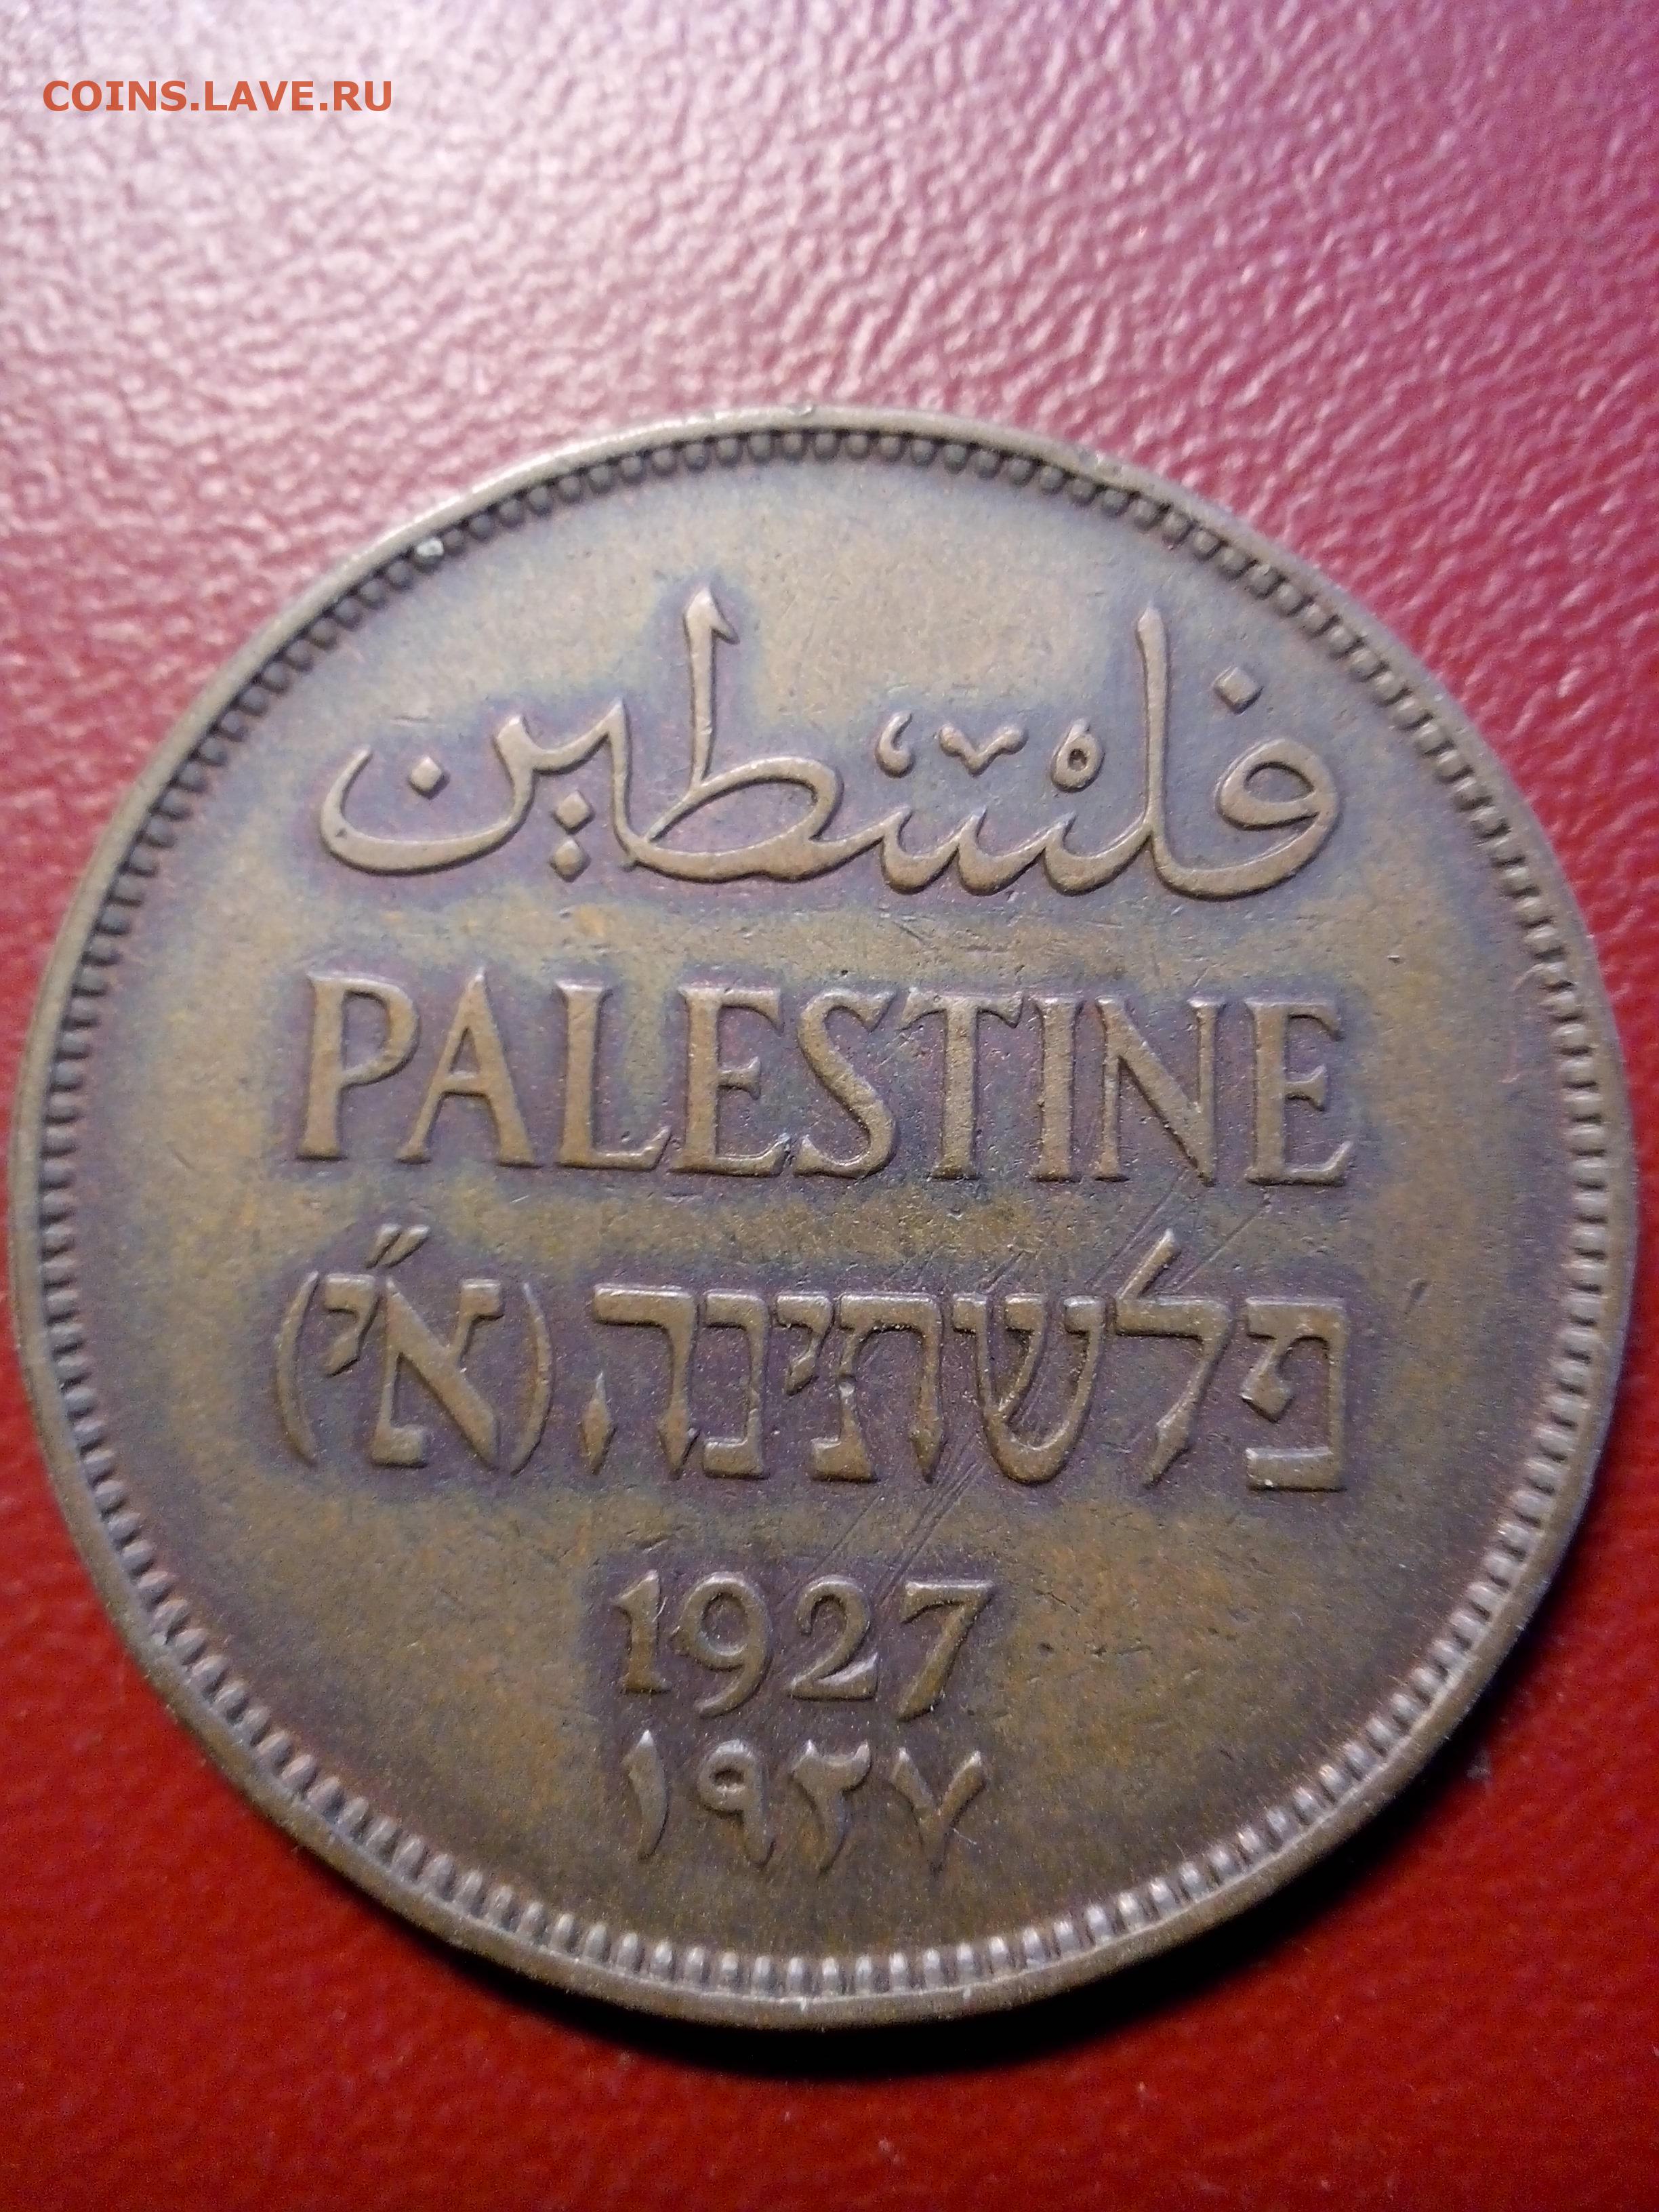 COINS.LAVE.RU
فلسطين
PALESTINE
פלשתינה.(א״י)
1927
١٩٢٧